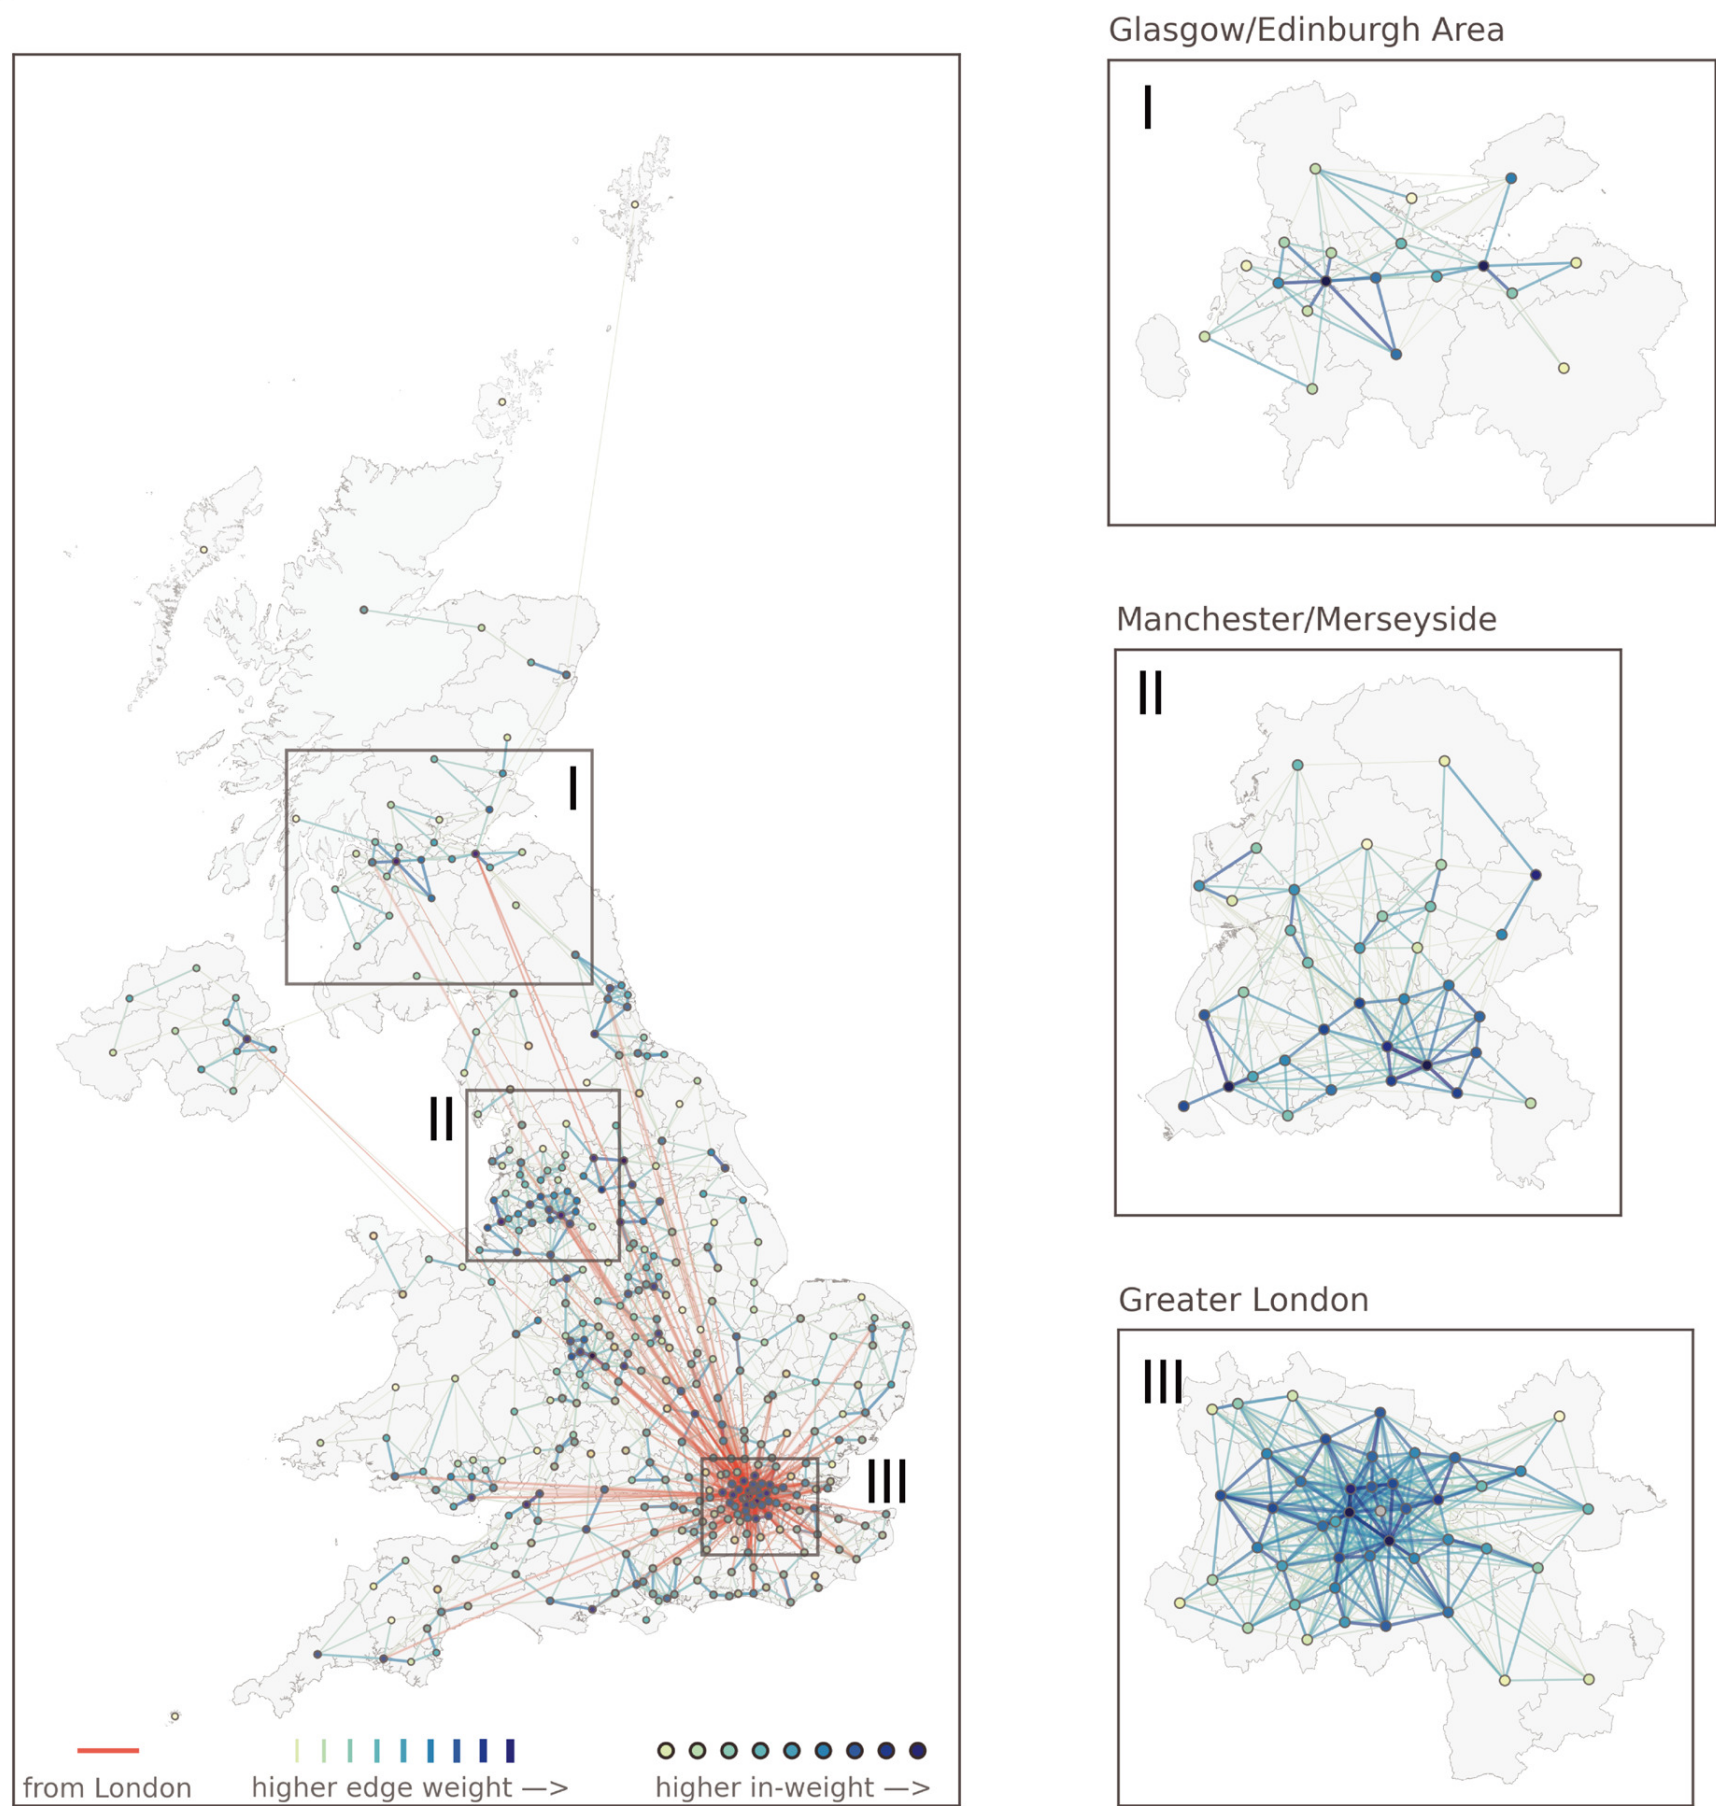 Glasgow/Edinburgh Area
I
I
Manchester/Merseyside
II
II
Greater London
III
III
from London
higher edge weight —>
higher in-weight —>